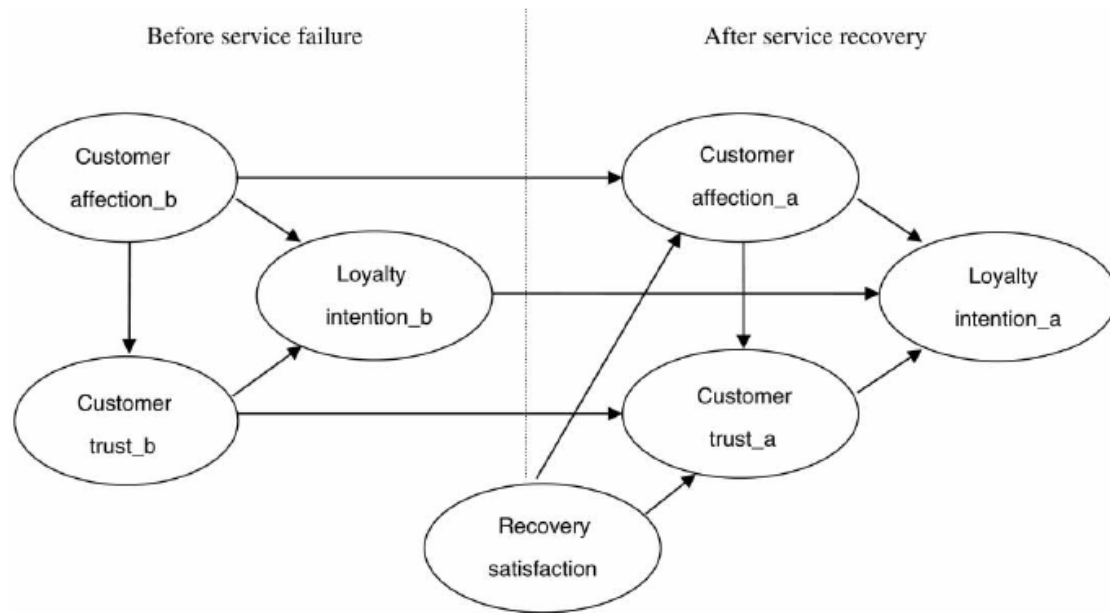 Before service failure
After service recovery
Customer
affection_b
Customer
affection_a
Loyalty
intention_b
Loyalty
intention_a
Customer
trust_b
Customer
trust_a
Recovery
satisfaction